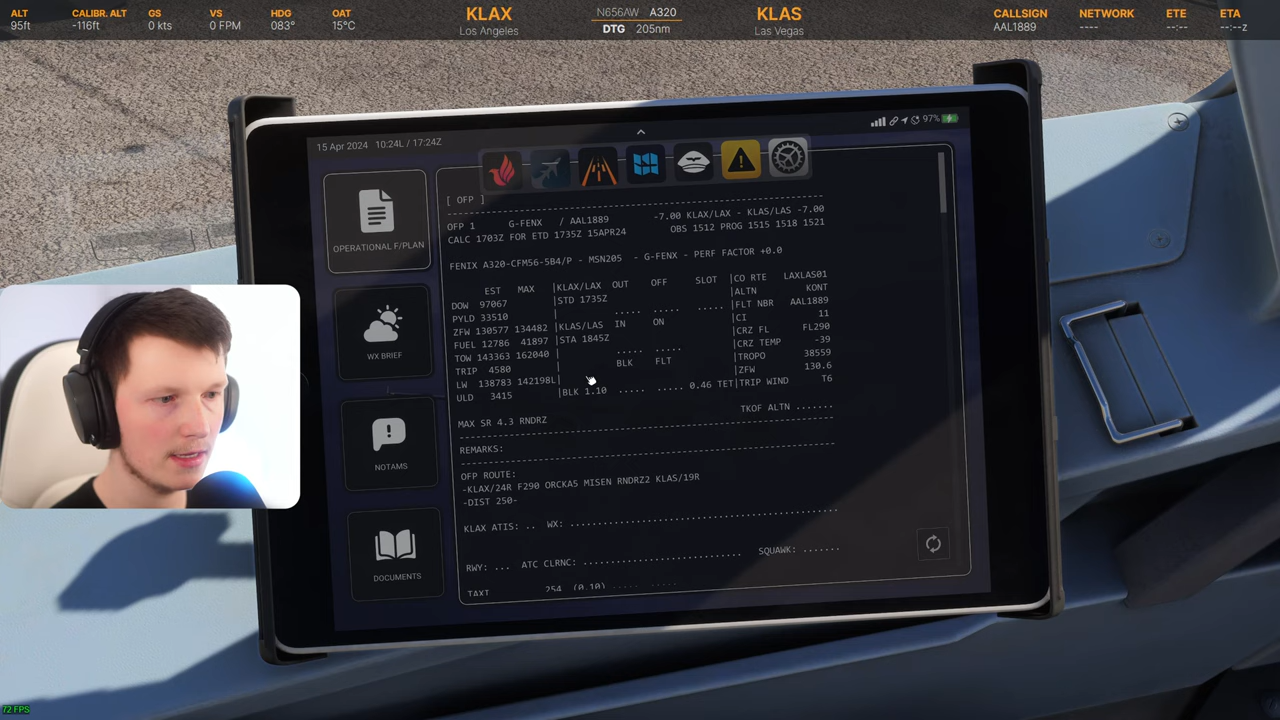 ALT
95ft
CALIBR. ALT
-116ft
GS
0 kts
VS
0 FPM
HDG
083°
OAT
15°C
KLAX
Los Angeles
N656AW A320
DTG 205nm
KLAS
Las Vegas
CALLSIGN
AAL1889
NETWORK
----
ETE
--:--
ETA
--:--z
15 Apr 2024 10:24L / 17:24Z
97%
OPERATIONAL F/PLAN
WX BRIEF
NOTAMS
DOCUMENTS
[ OFP ]
OFP 1 G-FENX / AAL1889 -7.00 KLAX/LAX - KLAS/LAS -7.00
CALC 1703Z FOR ETD 1735Z 15APR24 OBS 1512 PROG 1515 1518 1521
FENIX A320-CFM56-5B4/P - MSN205 - G-FENX - PERF FACTOR +0.0
EST MAX |KLAX/LAX OUT OFF SLOT |CO RTE LAXLAS01
DOW 97067 |STD 1735Z |ALTN KONT
PYLD 33510 | ..... ..... ..... |FLT NBR AAL1889
ZFW 130577 134482 |KLAS/LAS IN ON |CI 11
FUEL 12786 41897 |STA 1845Z |CRZ FL FL290
TOW 143363 162040 | ..... ..... |CRZ TEMP -39
TRIP 4580 | BLK FLT |TROPO 38559
LW 138783 142198L| |ZFW 130.6
ULD 3415 |BLK 1.10 ..... ..... 0.46 TET|TRIP WIND T6
MAX SR 4.3 RNDRZ TKOF ALTN .......
REMARKS:
OFP ROUTE:
-KLAX/24R F290 ORCKA5 MISEN RNDRZ2 KLAS/19R
-DIST 250-
KLAX ATIS: .. WX: ..........................................
RWY: ... ATC CLRNC: ......................... SQUAWK: .......
TAXT 254 (0.10) ..... .....
72 FPS